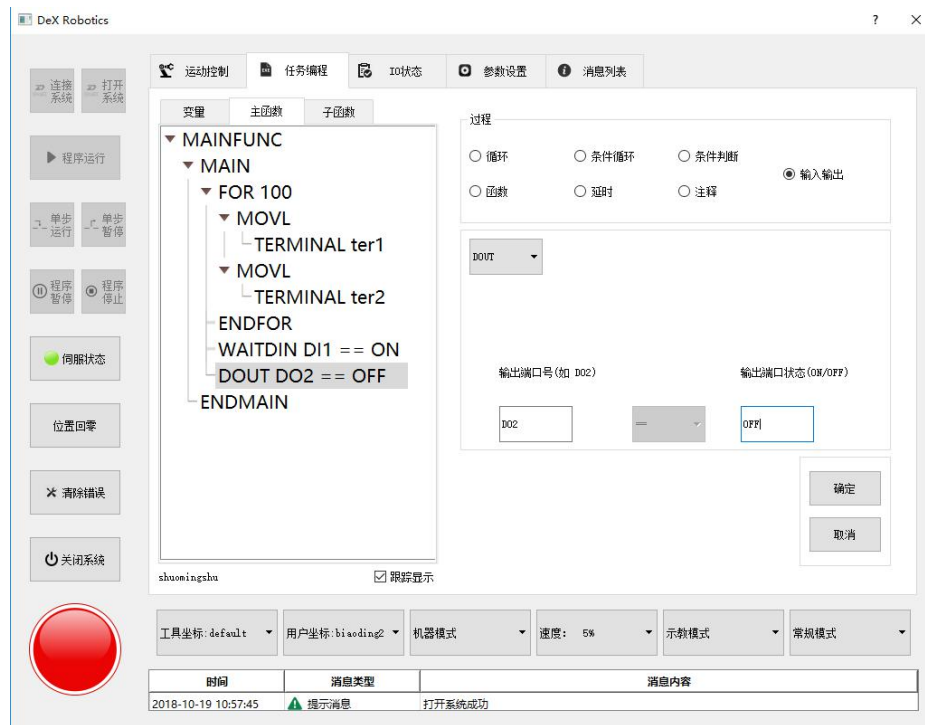 DeX Robotics
?
运动控制
任务编程
IO状态
参数设置
消息列表
连接系统
打开系统
程序运行
单步运行
单步暂停
程序暂停
程序停止
伺服状态
位置回零
清除错误
关闭系统
变量
主函数
子函数
MAINFUNC
MAIN
FOR 100
MOVL
TERMINAL ter1
MOVL
TERMINAL ter2
ENDFOR
WAITDIN DI1 == ON
DOUT DO2 == OFF
ENDMAIN
shuomingshu
跟踪显示
过程
循环
条件循环
条件判断
输入输出
函数
延时
注释
DOUT
输出端口号(如 DO2)
输出端口状态(ON/OFF)
DO2
==
OFF
确定
取消
工具坐标:default
用户坐标:biaoding2
机器模式
速度: 5%
示教模式
常规模式
时间
消息类型
消息内容
2018-10-19 10:57:45
提示消息
打开系统成功